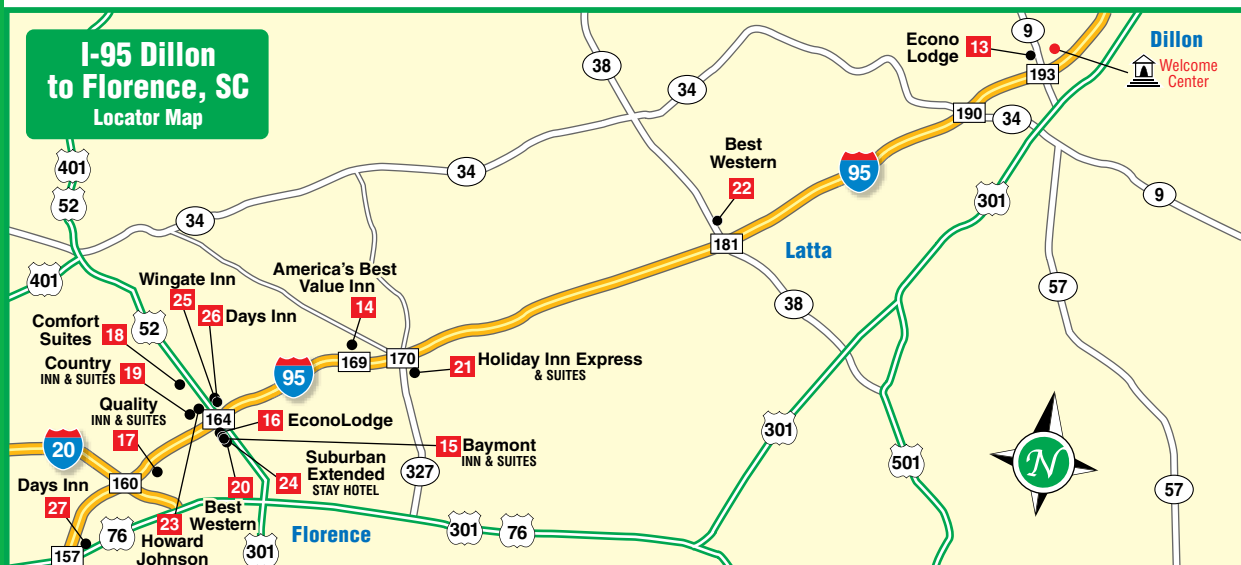 I-95 Dillon
to Florence, SC
Locator Map
9
Econo
Lodge
13
Dillon
Welcome
Center
193
38
34
190
34
Best
Western
22
95
401
52
34
301
9
34
181
Latta
401
Wingate Inn
25
America's Best
Value Inn
14
26
Days Inn
57
38
52
Comfort
Suites
18
Country
INN & SUITES
19
169
170
21
Holiday Inn Express
& SUITES
95
Quality
INN & SUITES
17
164
16
EconoLodge
301
20
15
Baymont
INN & SUITES
Suburban
Extended
STAY HOTEL
24
327
501
N
Days Inn
27
160
20
57
Best
Western
23
Howard
Johnson
76
301
Florence
301
76
157